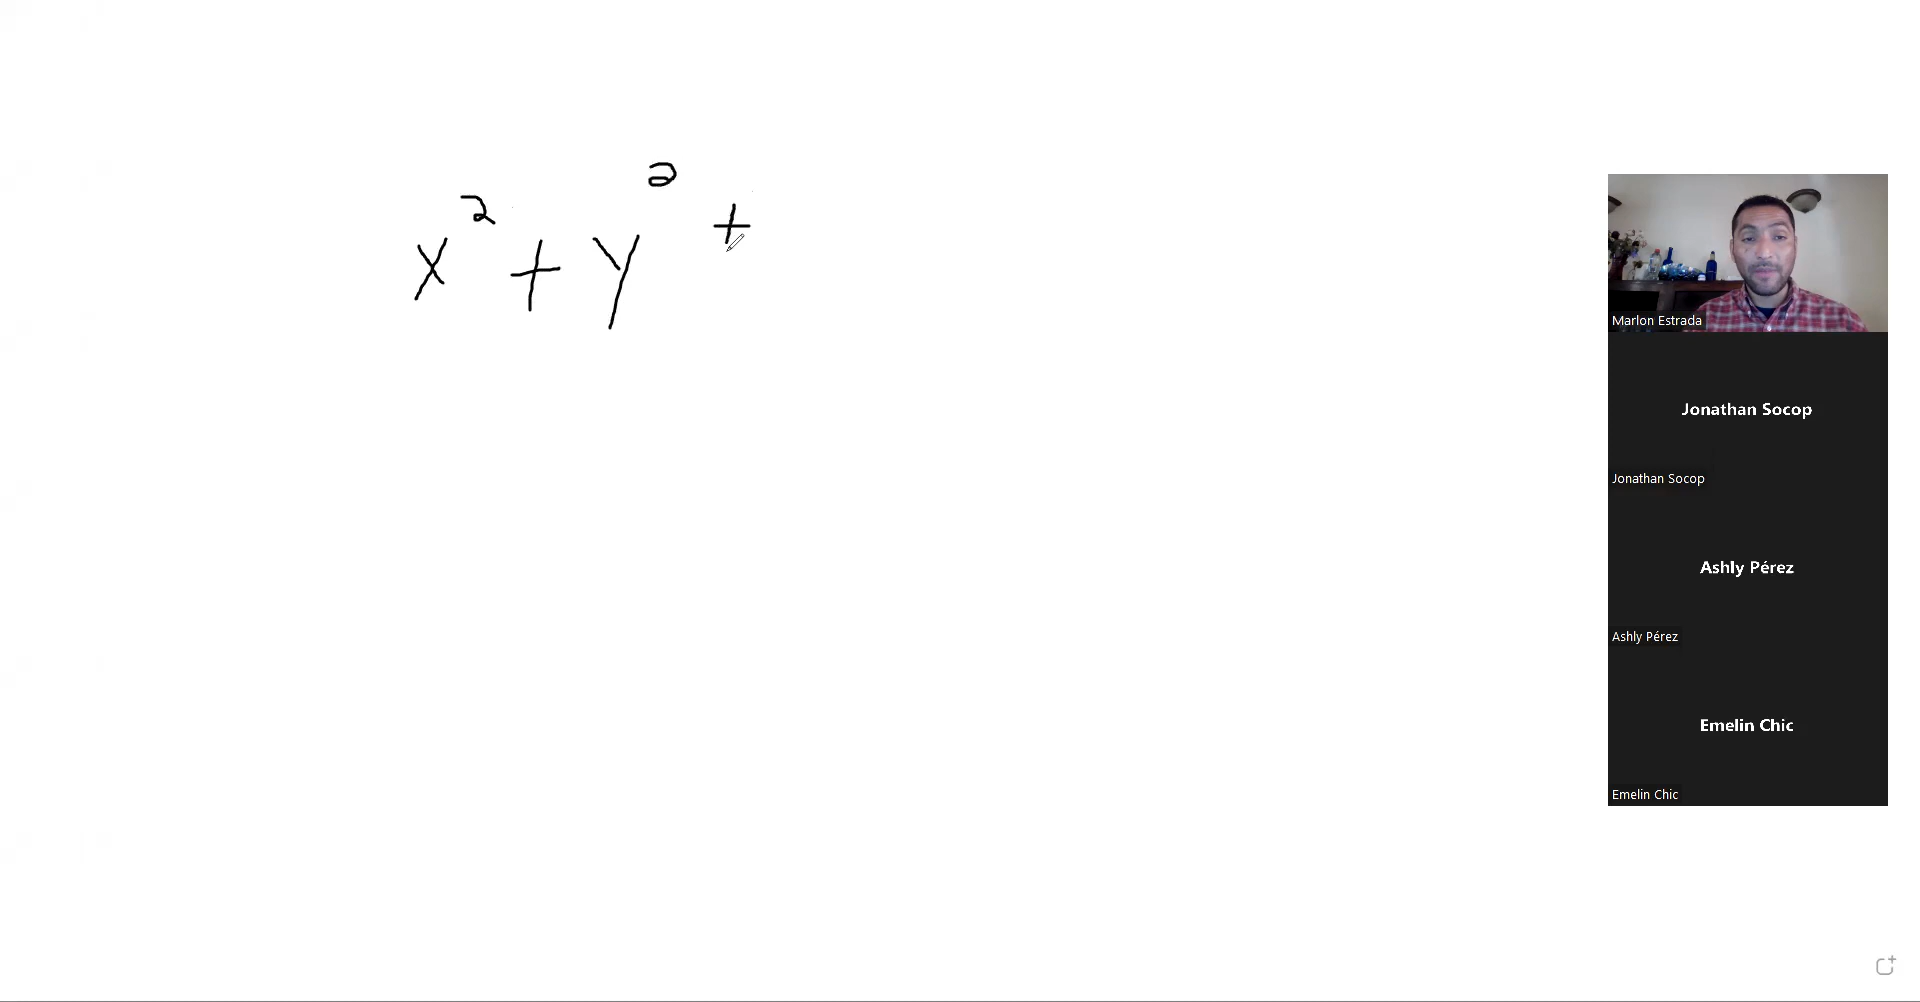 x² + y² +
Marlon Estrada
Jonathan Socop
Jonathan Socop
Ashly Pérez
Ashly Pérez
Emelin Chic
Emelin Chic